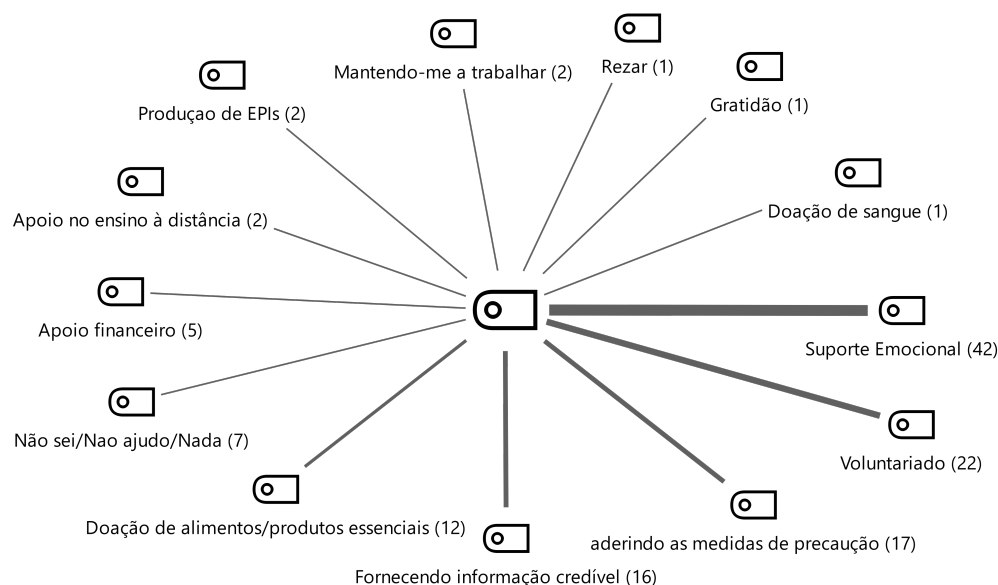 Rezar (1)
Mantendo-me a trabalhar (2)
Gratidão (1)
Produçao de EPIs (2)
Doação de sangue (1)
Apoio no ensino à distância (2)
Apoio financeiro (5)
Suporte Emocional (42)
Não sei/Nao ajudo/Nada (7)
Voluntariado (22)
Doação de alimentos/produtos essenciais (12)
aderindo as medidas de precaução (17)
Fornecendo informação credível (16)